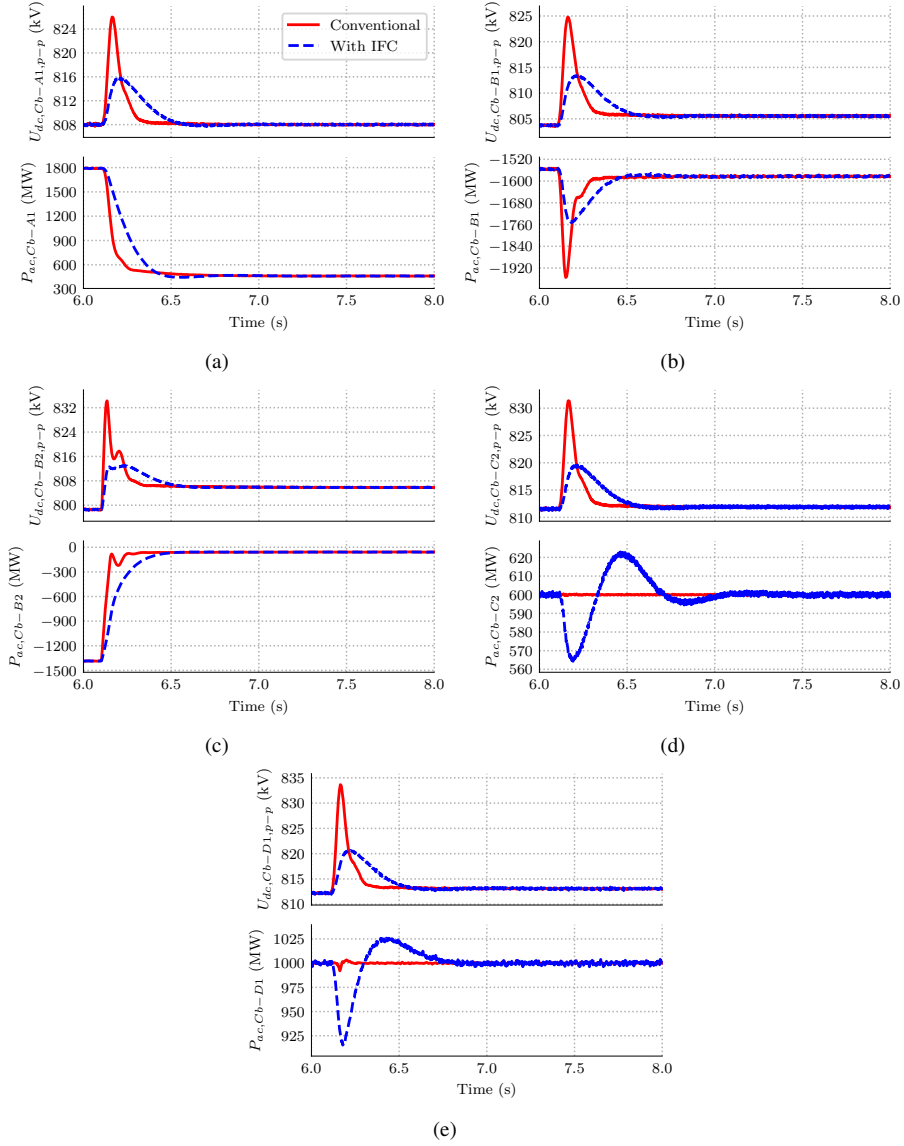 U_{dc,Cb-A1,p-p} (kV)
824
816
808
Conventional
With IFC
P_{ac,Cb-A1} (MW)
1800
1500
1200
900
600
300
6.0 6.5 7.0 7.5 8.0
Time (s)
(a)
U_{dc,Cb-B1,p-p} (kV)
825
820
815
810
805
P_{ac,Cb-B1} (MW)
−1520
−1600
−1680
−1760
−1840
−1920
6.0 6.5 7.0 7.5 8.0
Time (s)
(b)
U_{dc,Cb-B2,p-p} (kV)
832
824
816
808
800
P_{ac,Cb-B2} (MW)
0
−300
−600
−900
−1200
−1500
6.0 6.5 7.0 7.5 8.0
Time (s)
(c)
U_{dc,Cb-C2,p-p} (kV)
830
825
820
815
810
P_{ac,Cb-C2} (MW)
620
610
600
590
580
570
560
6.0 6.5 7.0 7.5 8.0
Time (s)
(d)
U_{dc,Cb-D1,p-p} (kV)
835
830
825
820
815
810
P_{ac,Cb-D1} (MW)
1025
1000
975
950
925
6.0 6.5 7.0 7.5 8.0
Time (s)
(e)